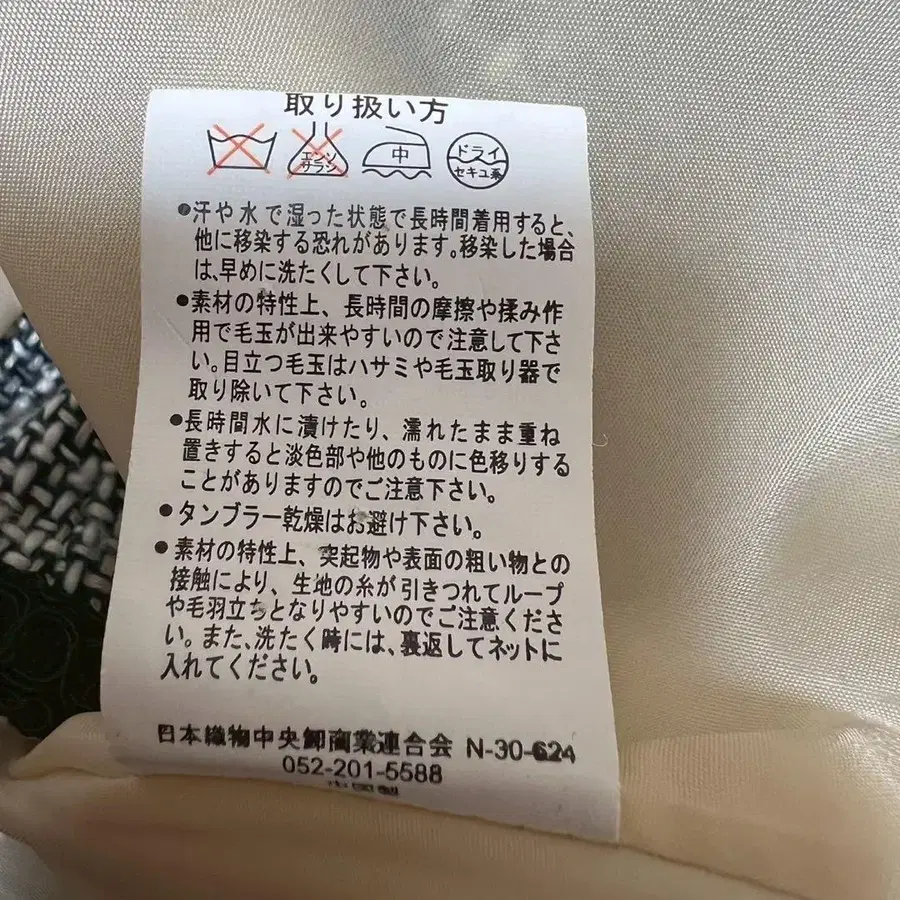 取り扱い方
エンソ
サラシ
中
ドライ
セキユ系
●汗や水で湿った状態で長時間着用すると、
他に移染する恐れがあります。移染した場合
は、早めに洗たくして下さい。
●素材の特性上、長時間の摩擦や揉み作
用で毛玉が出来やすいので注意して下さ
い。目立つ毛玉はハサミや毛玉取り器で
取り除いて下さい。
●長時間水に漬けたり、濡れたまま重ね
置きすると淡色部や他のものに色移りする
ことがありますのでご注意下さい。
●タンブラー乾燥はお避け下さい。
●素材の特性上、突起物や表面の粗い物との
接触により、生地の糸が引きつれてループ
や毛羽立ちとなりやすいのでご注意くださ
い。また、洗たく時には、裏返してネットに
入れてください。
日本織物中央卸商業連合会 N-30-624
052-201-5588
中国製